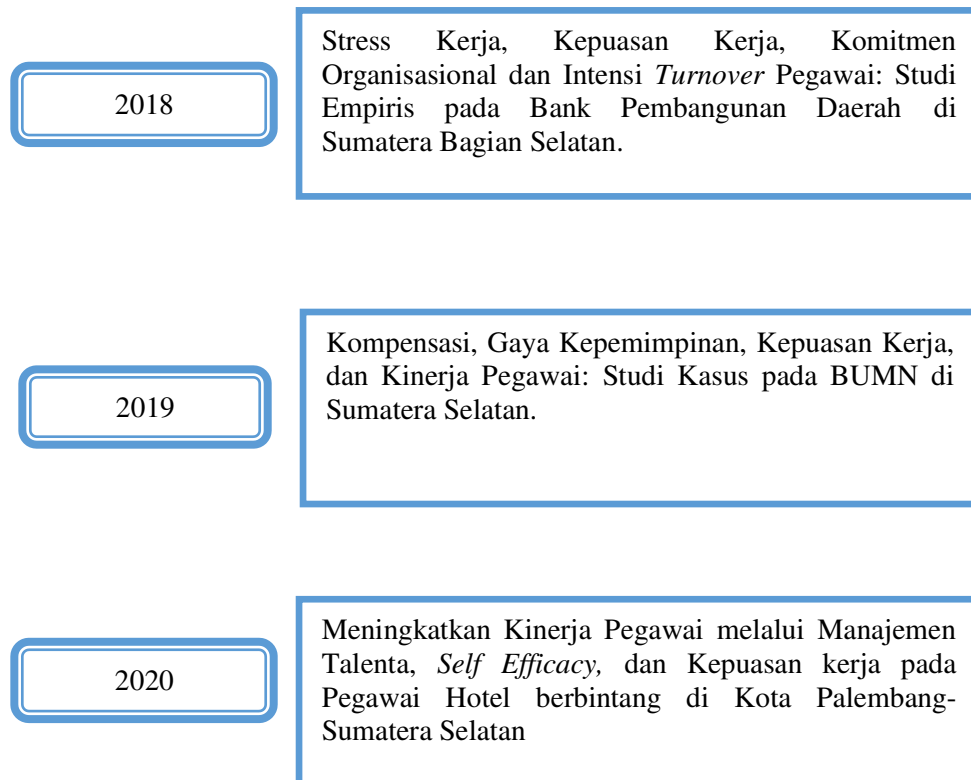 2018
Stress Kerja, Kepuasan Kerja, Komitmen
Organisasional dan Intensi Turnover Pegawai: Studi
Empiris pada Bank Pembangunan Daerah di
Sumatera Bagian Selatan.
2019
Kompensasi, Gaya Kepemimpinan, Kepuasan Kerja,
dan Kinerja Pegawai: Studi Kasus pada BUMN di
Sumatera Selatan.
2020
Meningkatkan Kinerja Pegawai melalui Manajemen
Talenta, Self Efficacy, dan Kepuasan kerja pada
Pegawai Hotel berbintang di Kota Palembang-
Sumatera Selatan